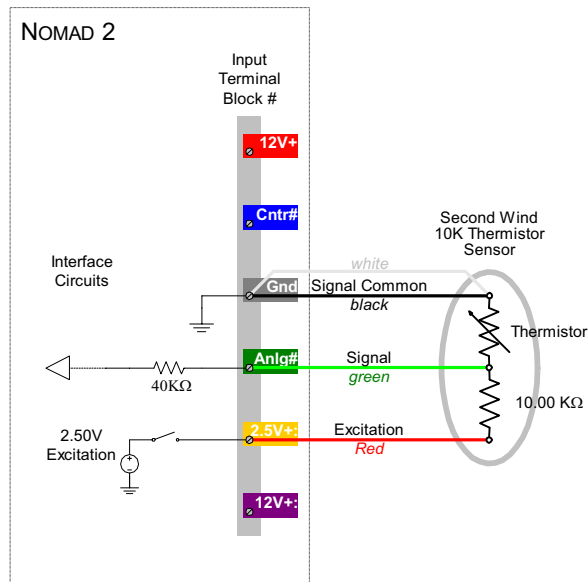 NOMAD 2
Input
Terminal
Block #
12V+
Cntr#
Second Wind
10K Thermistor
Sensor
Interface
Circuits
white
Gnd
Signal Common
black
Thermistor
Anlg#
Signal
green
40KΩ
10.00 KΩ
2.50V
Excitation
2.5V+:
Excitation
Red
12V+: